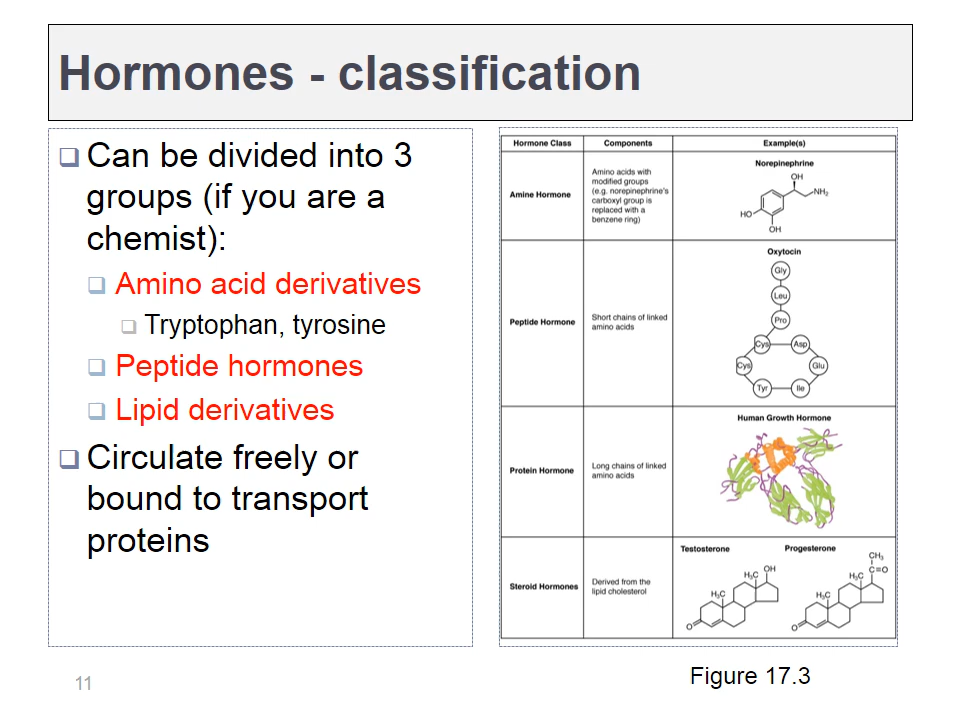 Hormones - classification
Can be divided into 3
groups (if you are a
chemist):
Amino acid derivatives
Tryptophan, tyrosine
Peptide hormones
Lipid derivatives
Circulate freely or
bound to transport
proteins
Hormone Class Components Example(s)
Amine Hormone
Amino acids with
modified groups
(e.g. norepinephrine's
carboxyl group is
replaced with a
benzene ring)
Norepinephrine
OH
NH₂
HO
OH
Peptide Hormone
Short chains of linked
amino acids
Oxytocin
Gly
Leu
Pro
Cys Asp
Cys Glu
Tyr Ile
Protein Hormone
Long chains of linked
amino acids
Human Growth Hormone
Steroid Hormones
Derived from the
lipid cholesterol
Testosterone Progesterone
OH
H₃C
H₃C
O
CH₃
C=O
H₃C
H₃C
O
Figure 17.3
11